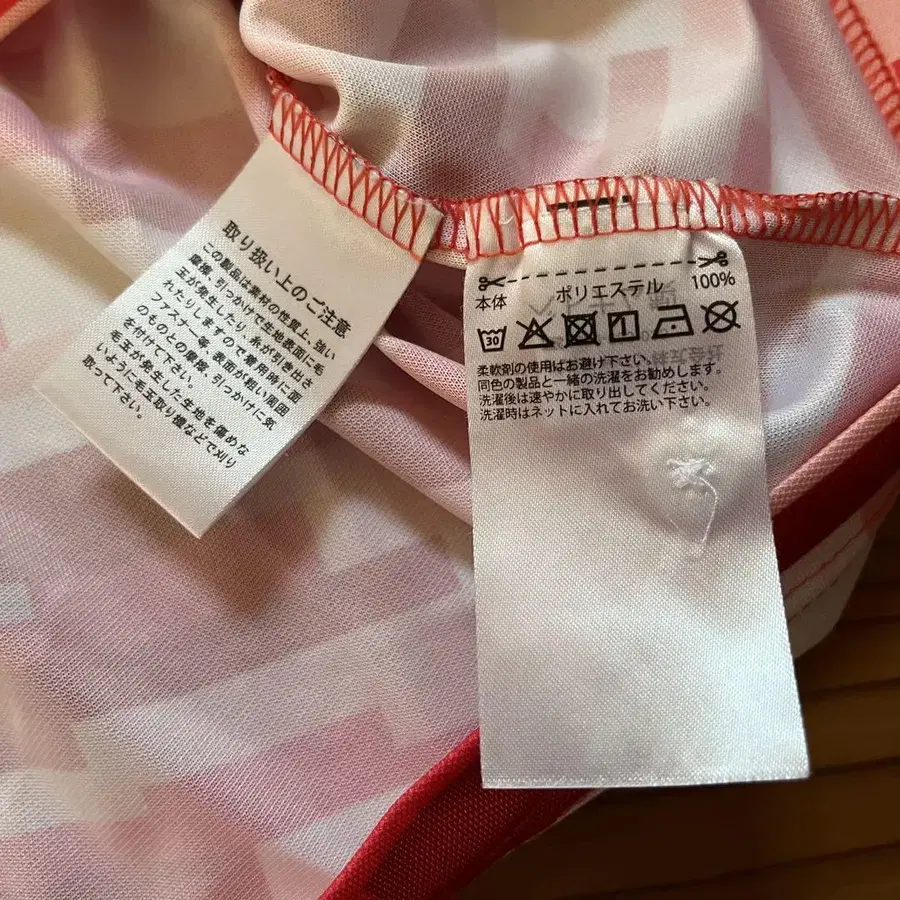 取り扱い上のご注意
この製品は素材の性質上、強い
摩擦、引っかけで生地表面に毛
玉が発生したり、糸が引き出さ
れたりしますので着用時に面
ファスナー等、表面が粗い周囲
のものとの摩擦、引っかけに気
を付けて下さい。
毛玉が発生した生地を傷めな
いように毛玉取り機などで刈り
取って下さい。
本体 ポリエステル 100%
30
柔軟剤の使用はお避け下さい。
同色の製品と一緒の洗濯をお勧めします。
洗濯後は速やかに取り出してください。
洗濯時はネットに入れてお洗い下さい。